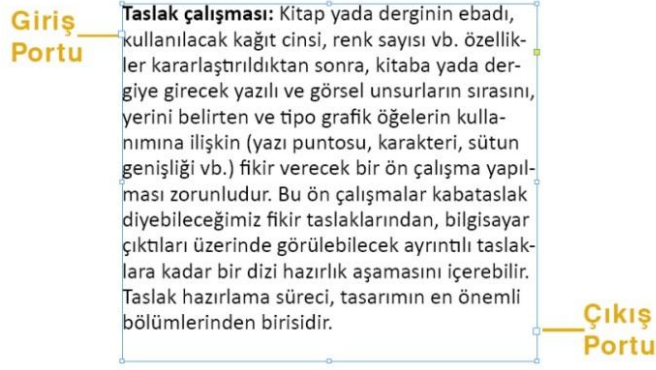 Giriş
Portu
Taslak çalışması: Kitap yada derginin ebadı,
kullanılacak kağıt cinsi, renk sayısı vb. özellik-
ler kararlaştırıldıktan sonra, kitaba yada der-
giye girecek yazılı ve görsel unsurların sırasını,
yerini belirten ve tipo grafik öğelerin kulla-
nımına ilişkin (yazı puntosu, karakteri, sütun
genişliği vb.) fikir verecek bir ön çalışma yapıl-
ması zorunludur. Bu ön çalışmalar kabataslak
diyebileceğimiz fikir taslaklarından, bilgisayar
çıktıları üzerinde görülebilecek ayrıntılı taslak-
lara kadar bir dizi hazırlık aşamasını içerebilir.
Taslak hazırlama süreci, tasarımın en önemli
bölümlerinden birisidir.
Çıkış
Portu